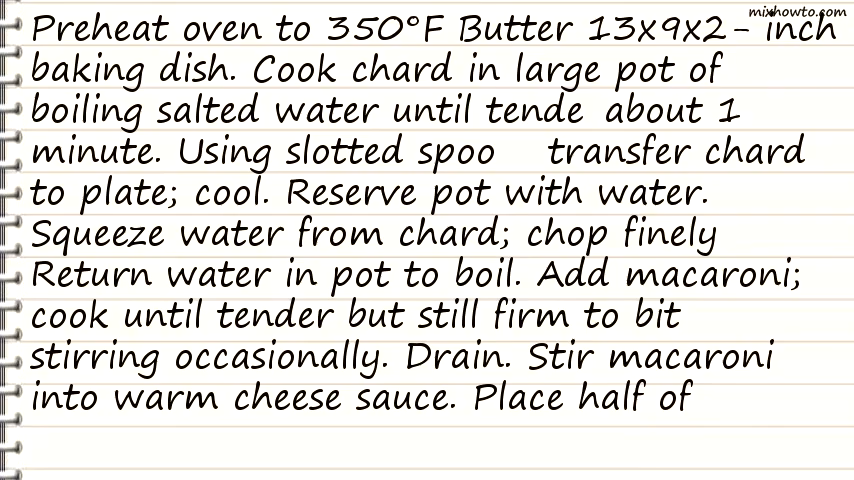 mixhowto.com
Preheat oven to 350°F Butter 13x9x2- inch
baking dish. Cook chard in large pot of
boiling salted water until tende about 1
minute. Using slotted spoo transfer chard
to plate; cool. Reserve pot with water.
Squeeze water from chard; chop finely
Return water in pot to boil. Add macaroni;
cook until tender but still firm to bit
stirring occasionally. Drain. Stir macaroni
into warm cheese sauce. Place half of